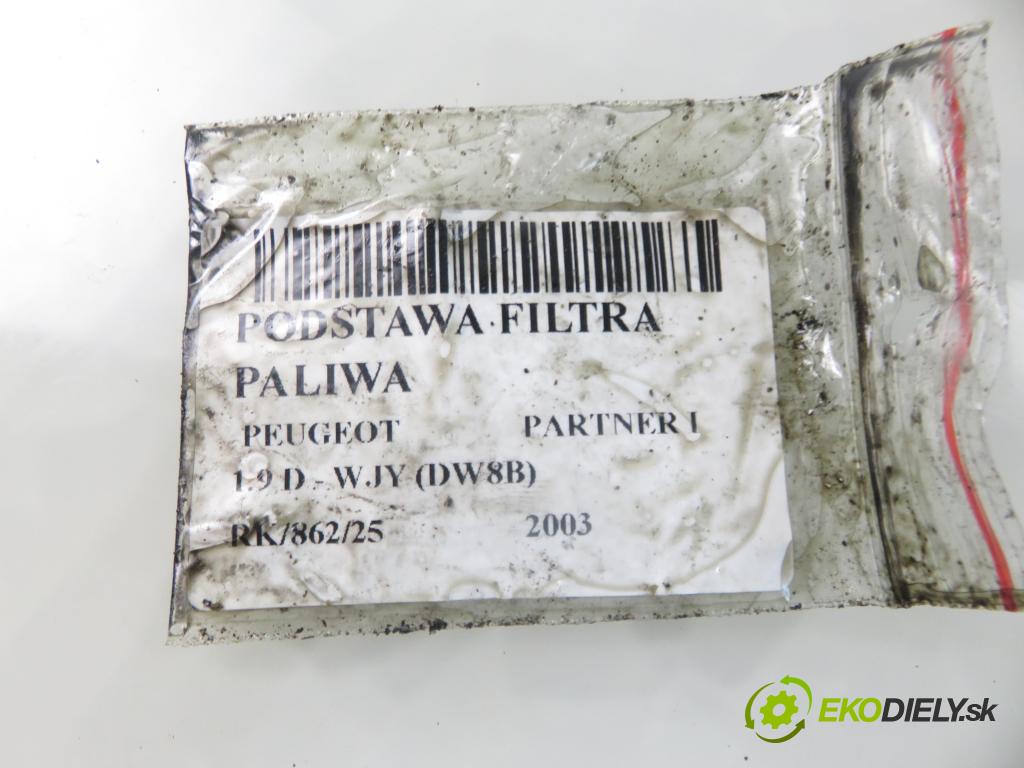 PODSTAWA FILTRA
PALIWA
PEUGEOT PARTNER I
1.9 D - WJY (DW8B)
RK/862/25 2003
EKODIELY.sk